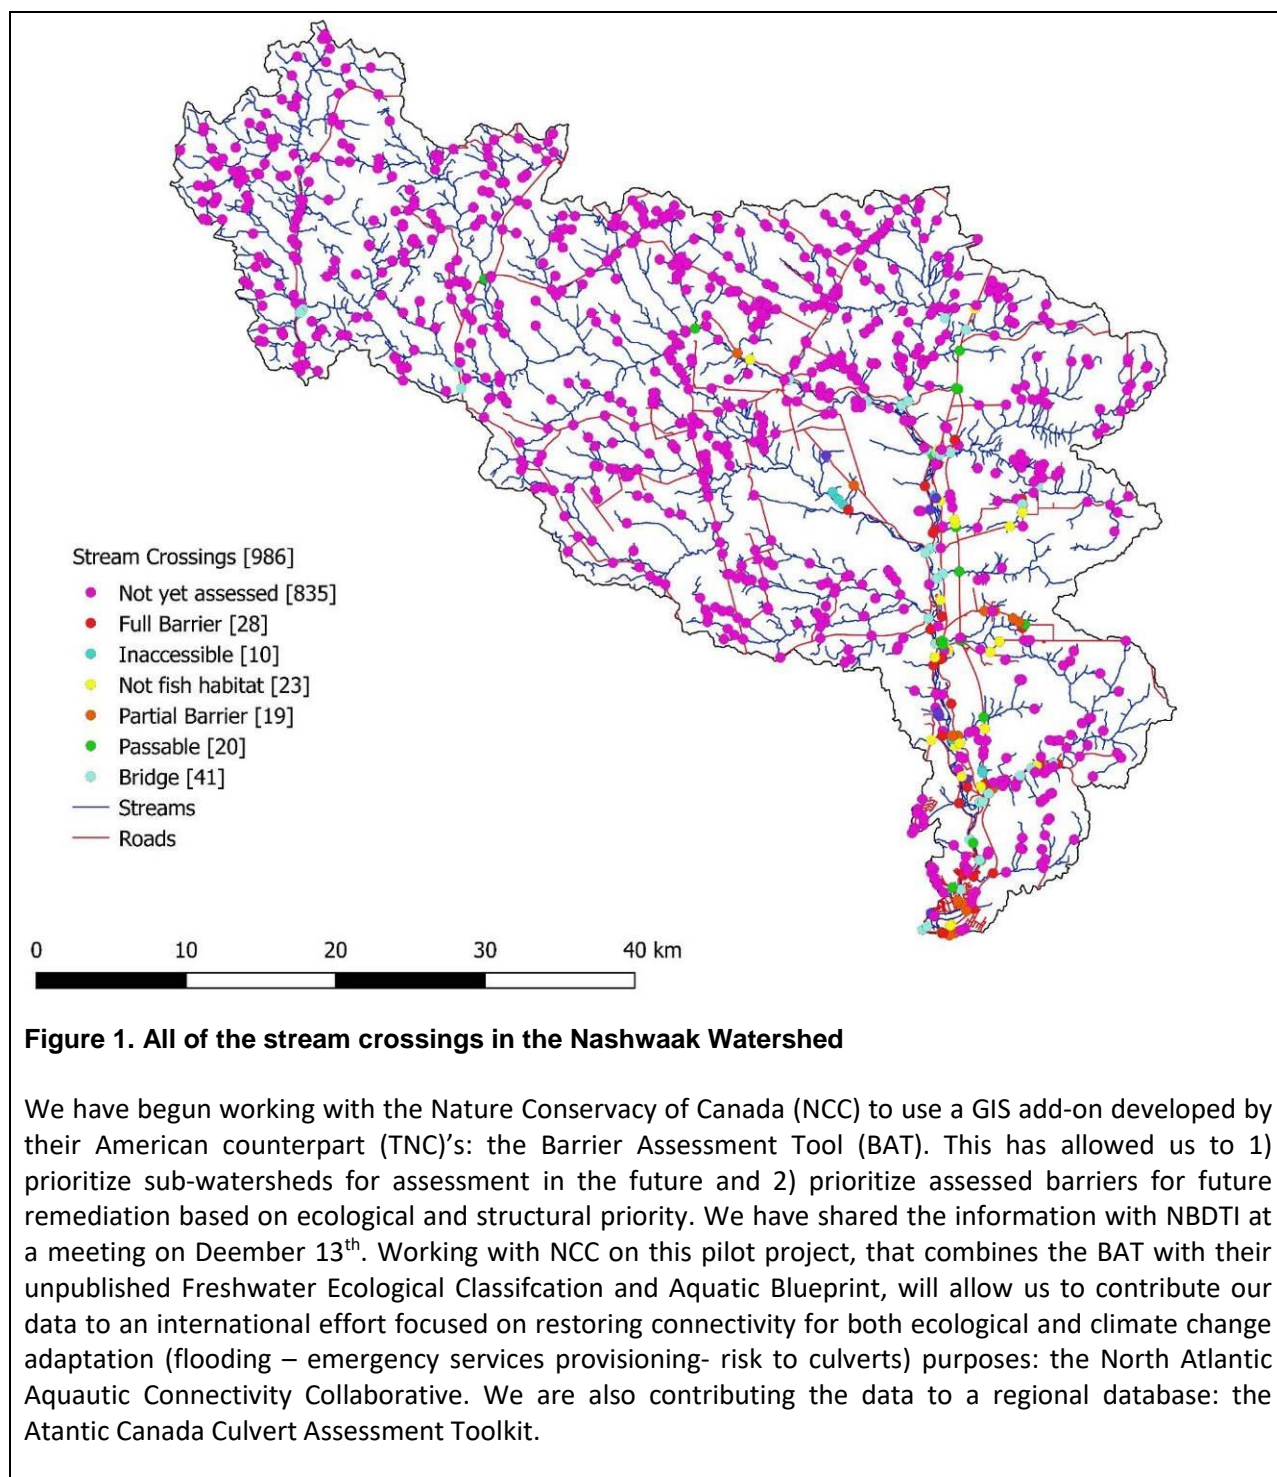 Stream Crossings [986]
Not yet assessed [835]
Full Barrier [28]
Inaccessible [10]
Not fish habitat [23]
Partial Barrier [19]
Passable [20]
Bridge [41]
Streams
Roads
0 10 20 30 40 km
Figure 1. All of the stream crossings in the Nashwaak Watershed
We have begun working with the Nature Conservacy of Canada (NCC) to use a GIS add-on developed by
their American counterpart (TNC)’s: the Barrier Assessment Tool (BAT). This has allowed us to 1)
prioritize sub-watersheds for assessment in the future and 2) prioritize assessed barriers for future
remediation based on ecological and structural priority. We have shared the information with NBDTI at
a meeting on Deember 13th. Working with NCC on this pilot project, that combines the BAT with their
unpublished Freshwater Ecological Classifcation and Aquatic Blueprint, will allow us to contribute our
data to an international effort focused on restoring connectivity for both ecological and climate change
adaptation (flooding – emergency services provisioning- risk to culverts) purposes: the North Atlantic
Aquautic Connectivity Collaborative. We are also contributing the data to a regional database: the
Atantic Canada Culvert Assessment Toolkit.